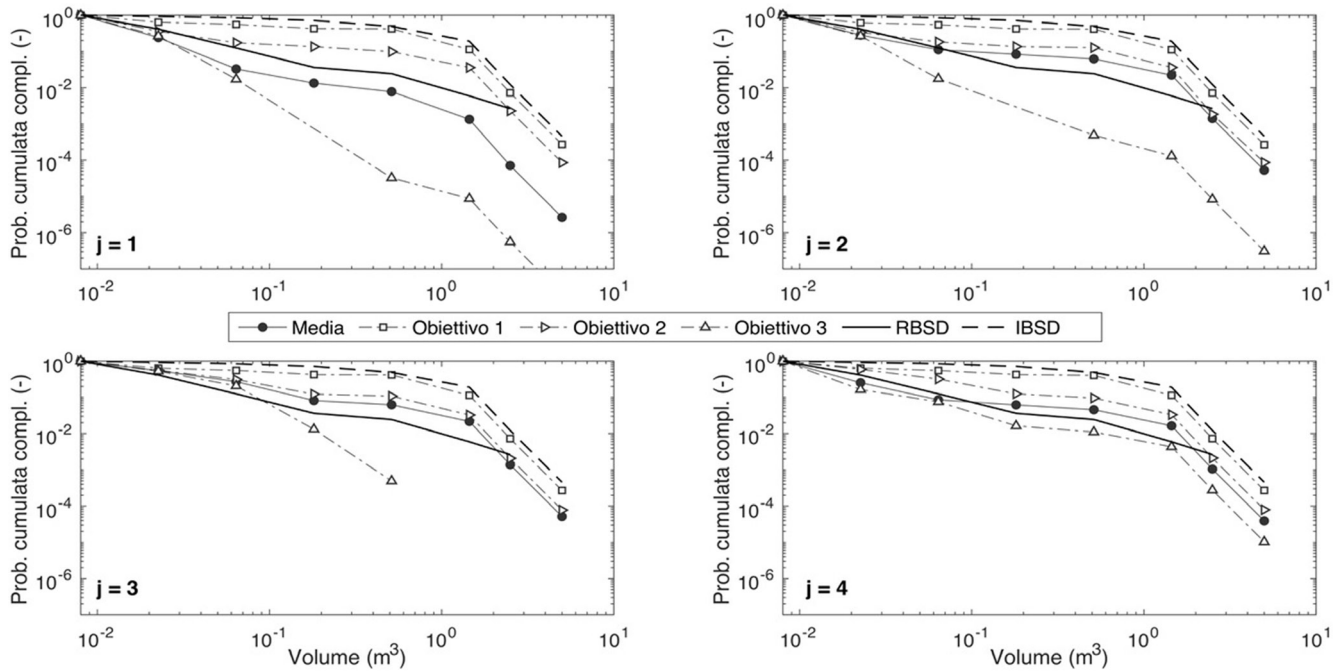 Prob. cumulata compl. (-)
10^0
10^-2
10^-4
10^-6
j = 1
10^-2
10^-1
10^0
10^1
Prob. cumulata compl. (-)
10^0
10^-2
10^-4
10^-6
j = 2
10^-2
10^-1
10^0
10^1
Media Obiettivo 1 Obiettivo 2 Obiettivo 3 RBSD IBSD
Prob. cumulata compl. (-)
10^0
10^-2
10^-4
10^-6
j = 3
10^-2
10^-1
10^0
10^1
Volume (m³)
Prob. cumulata compl. (-)
10^0
10^-2
10^-4
10^-6
j = 4
10^-2
10^-1
10^0
10^1
Volume (m³)